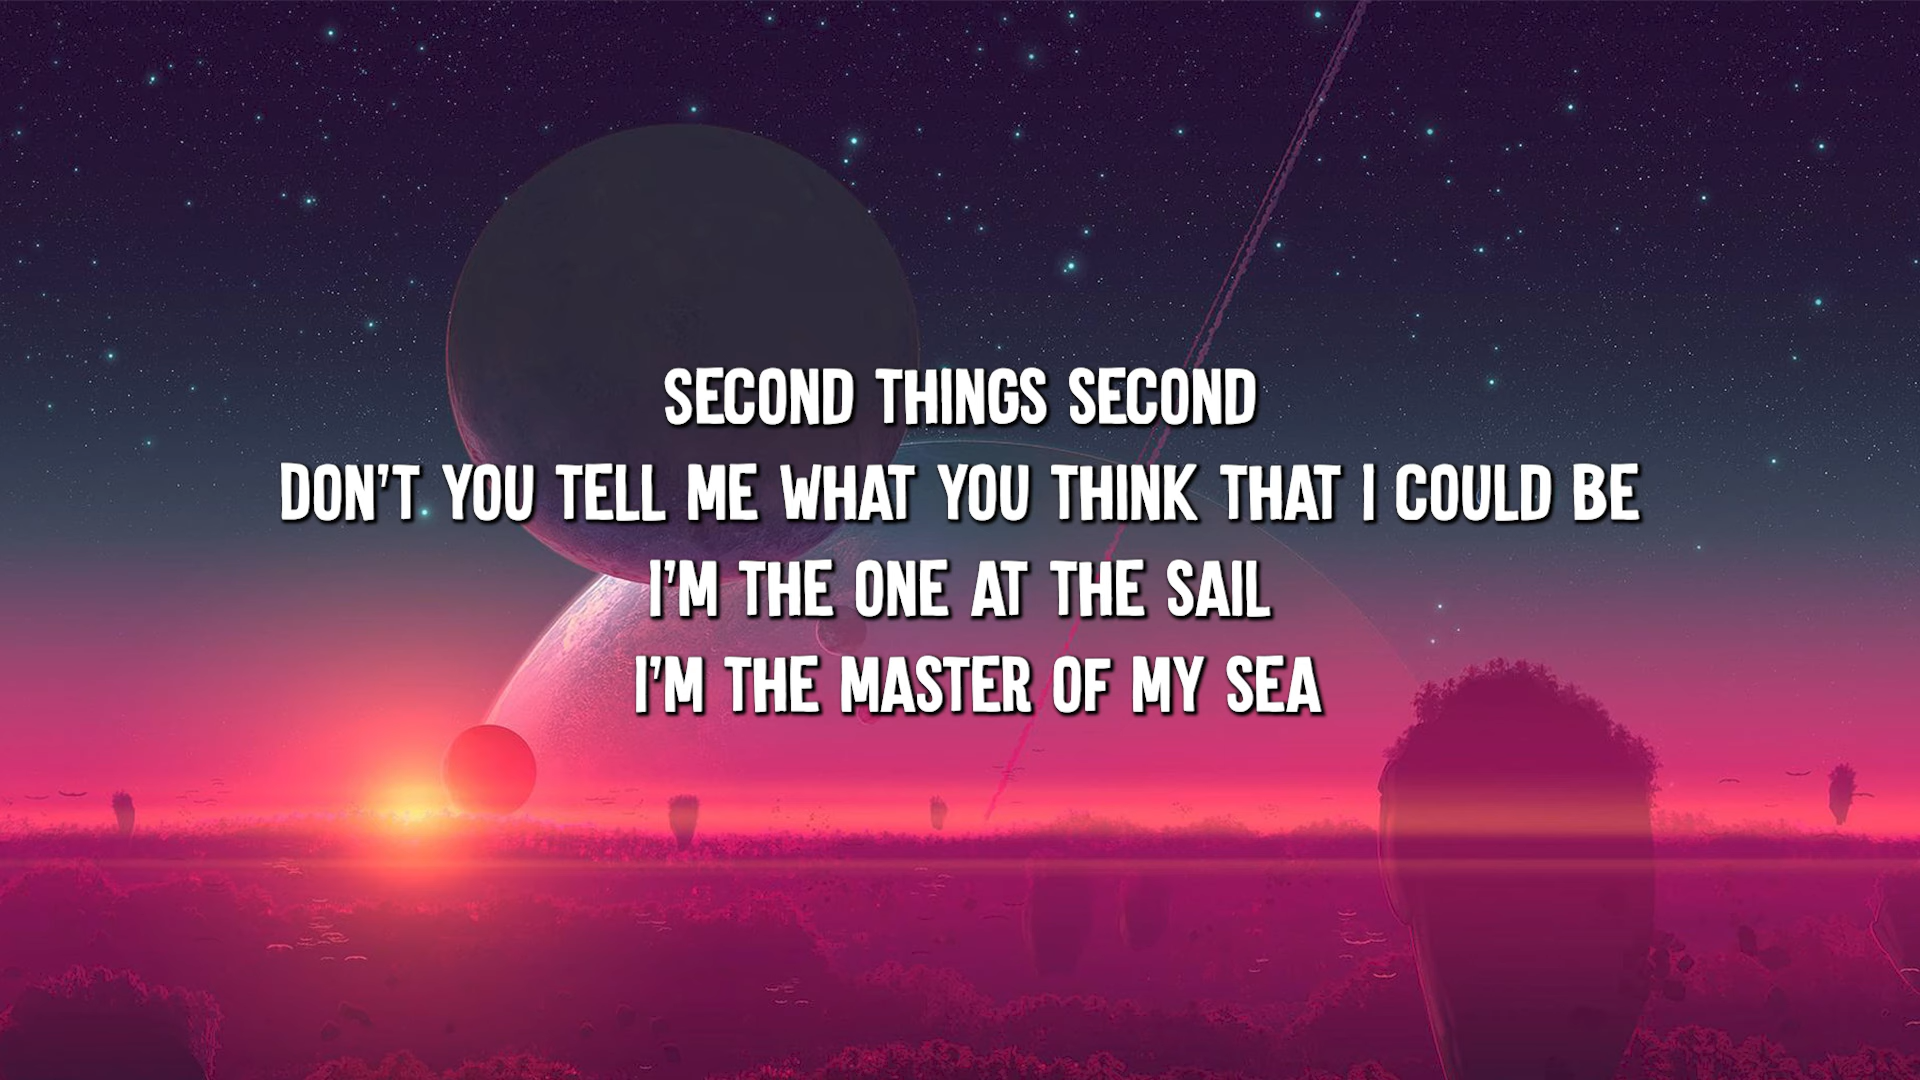 SECOND THINGS SECOND
DON'T YOU TELL ME WHAT YOU THINK THAT I COULD BE
I'M THE ONE AT THE SAIL
I'M THE MASTER OF MY SEA